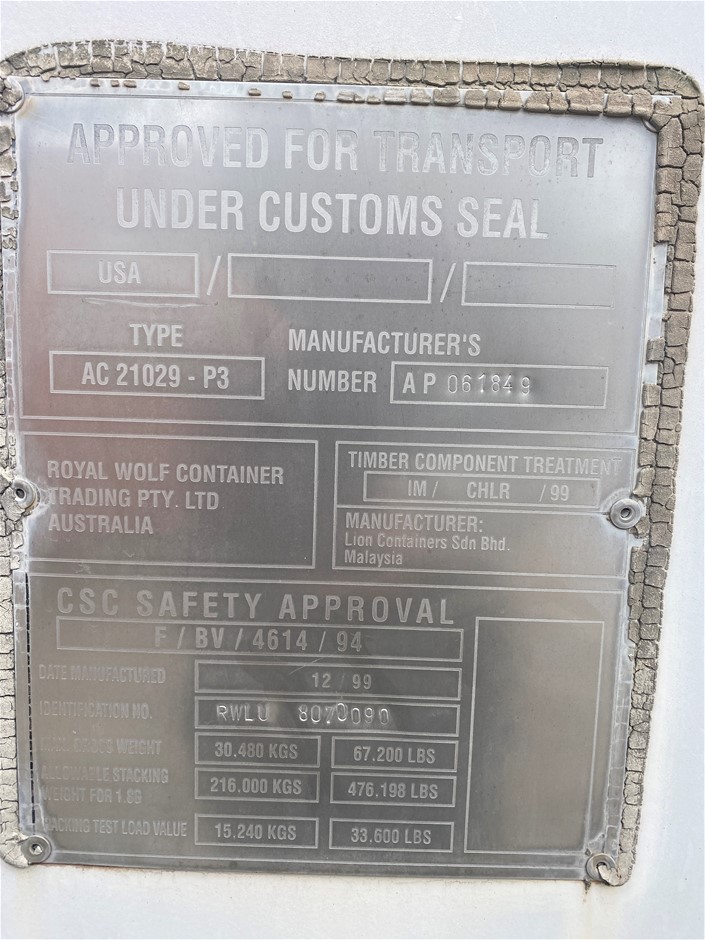 APPROVED FOR TRANSPORT
UNDER CUSTOMS SEAL
USA / /
TYPE
AC 21029 - P3
MANUFACTURER'S
NUMBER AP 061849
ROYAL WOLF CONTAINER
TRADING PTY. LTD
AUSTRALIA
TIMBER COMPONENT TREATMENT
IM / CHLR / 99
MANUFACTURER:
Lion Containers Sdn Bhd.
Malaysia
CSC SAFETY APPROVAL
F / BV / 4614 / 94
DATE MANUFACTURED 12 / 99
IDENTIFICATION NO. RWLU 8070090
WEIGHT 30.480 KGS 67.200 LBS
ALLOWABLE STACKING
WEIGHT FOR 1.8G 216.000 KGS 476.198 LBS
RACKING TEST LOAD VALUE 15.240 KGS 33.600 LBS